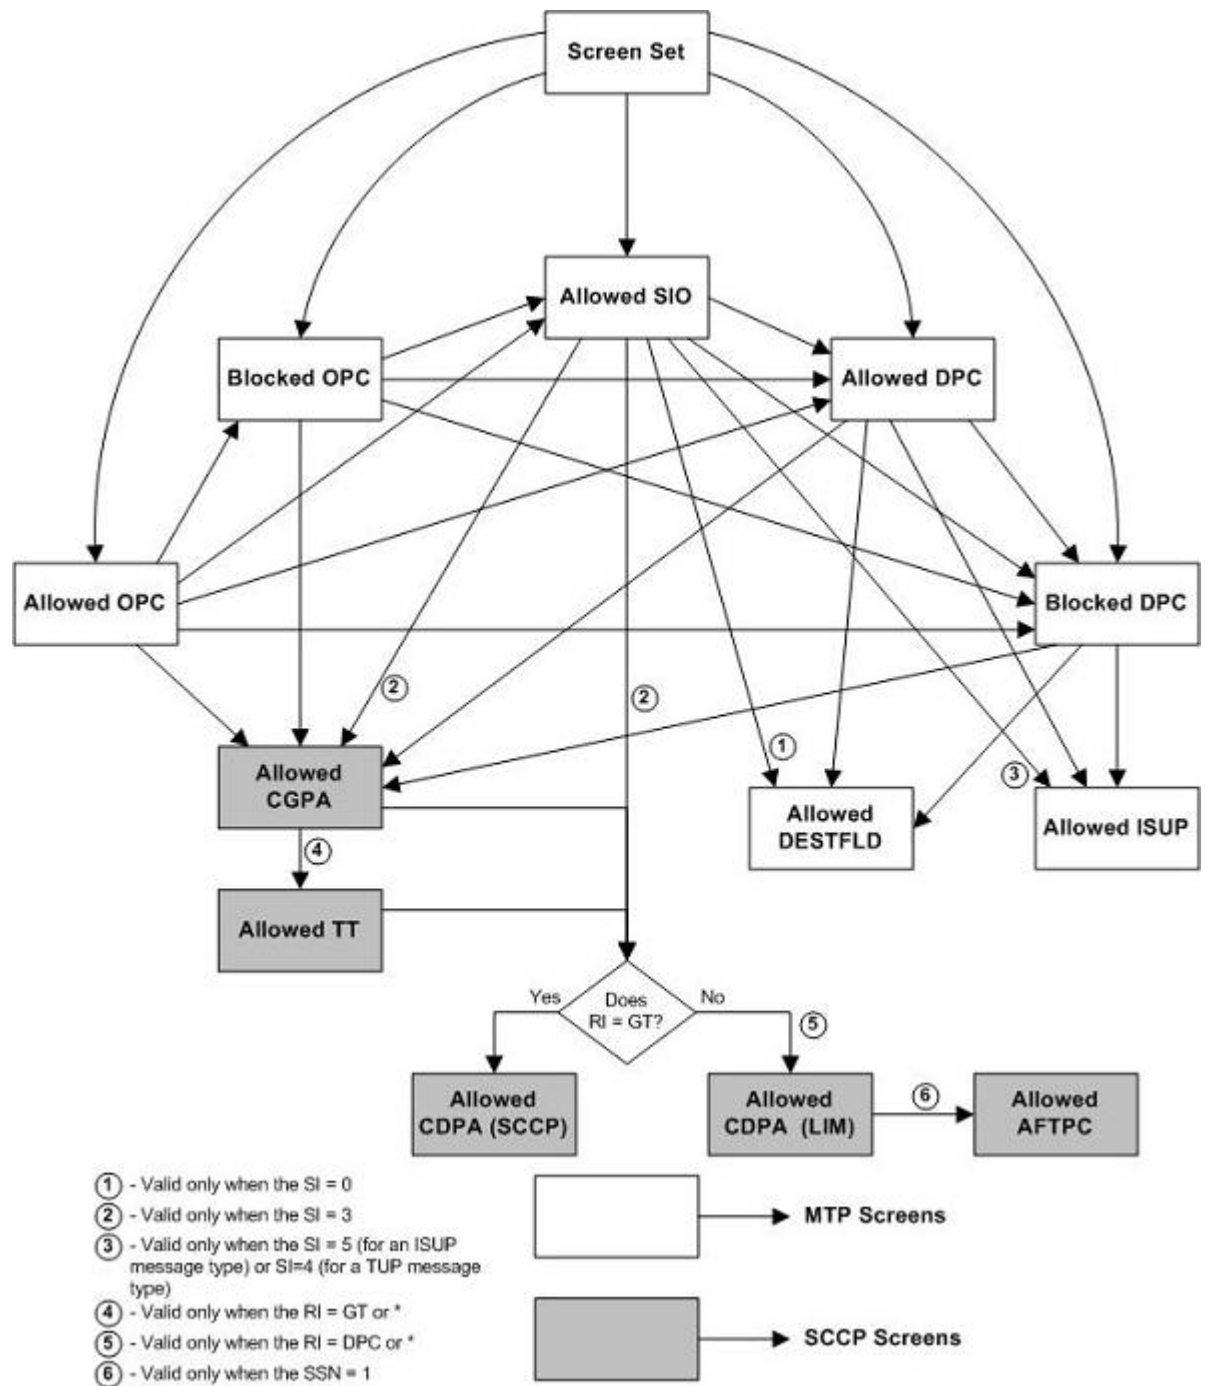 Screen Set
Allowed SIO
Blocked OPC
Allowed DPC
Allowed OPC
Blocked DPC
2
2
1
3
Allowed
CGPA
Allowed
DESTFLD
Allowed ISUP
4
Allowed TT
Yes
Does
RI = GT?
No
5
Allowed
CDPA (SCCP)
Allowed
CDPA (LIM)
6
Allowed
AFTPC
1 - Valid only when the SI = 0
2 - Valid only when the SI = 3
3 - Valid only when the SI = 5 (for an ISUP
message type) or SI=4 (for a TUP message
type)
4 - Valid only when the RI = GT or *
5 - Valid only when the RI = DPC or *
6 - Valid only when the SSN = 1
MTP Screens
SCCP Screens